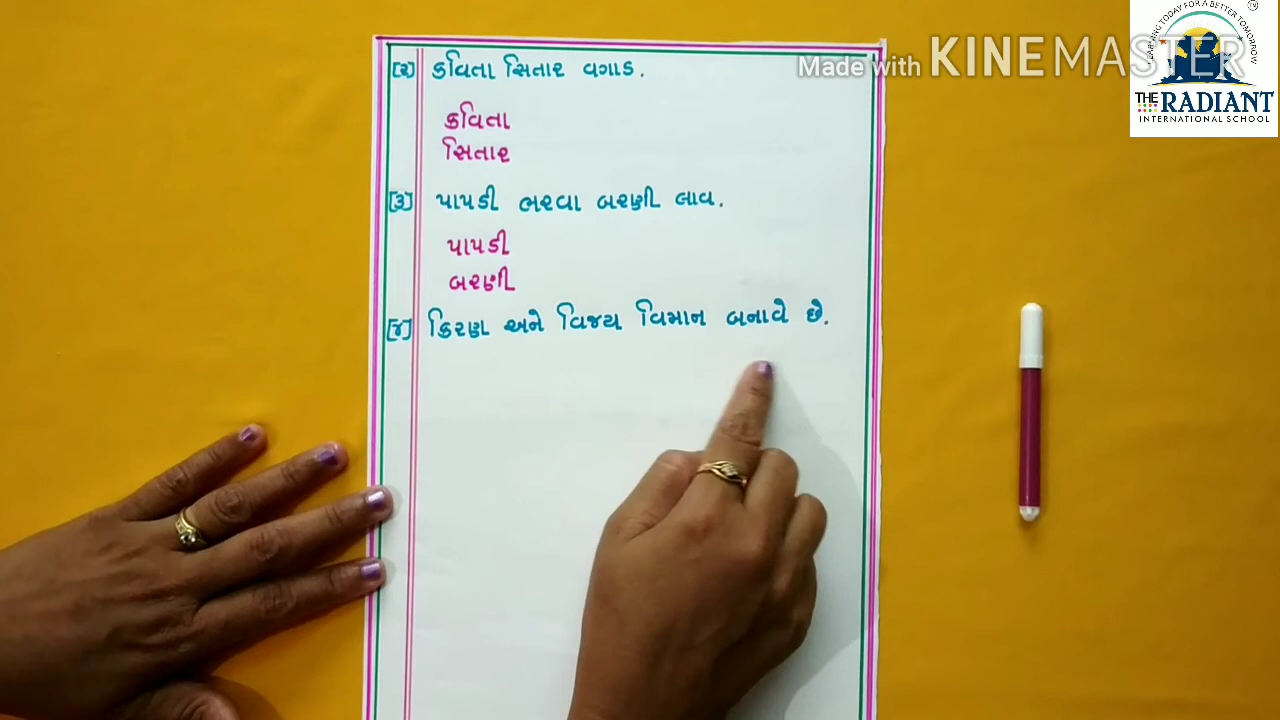 [૨] કવિતા સિતાર વગાડ.
કવિતા
સિતાર
[૩] પાપડી ભરવા બરણી લાવ.
પાપડી
બરણી
[૪] કિરણ અને વિજય વિમાન બનાવે છે.
Made with KINEMASTER
LEARNING TODAY FOR A BETTER TOMORROW
THE RADIANT
INTERNATIONAL SCHOOL